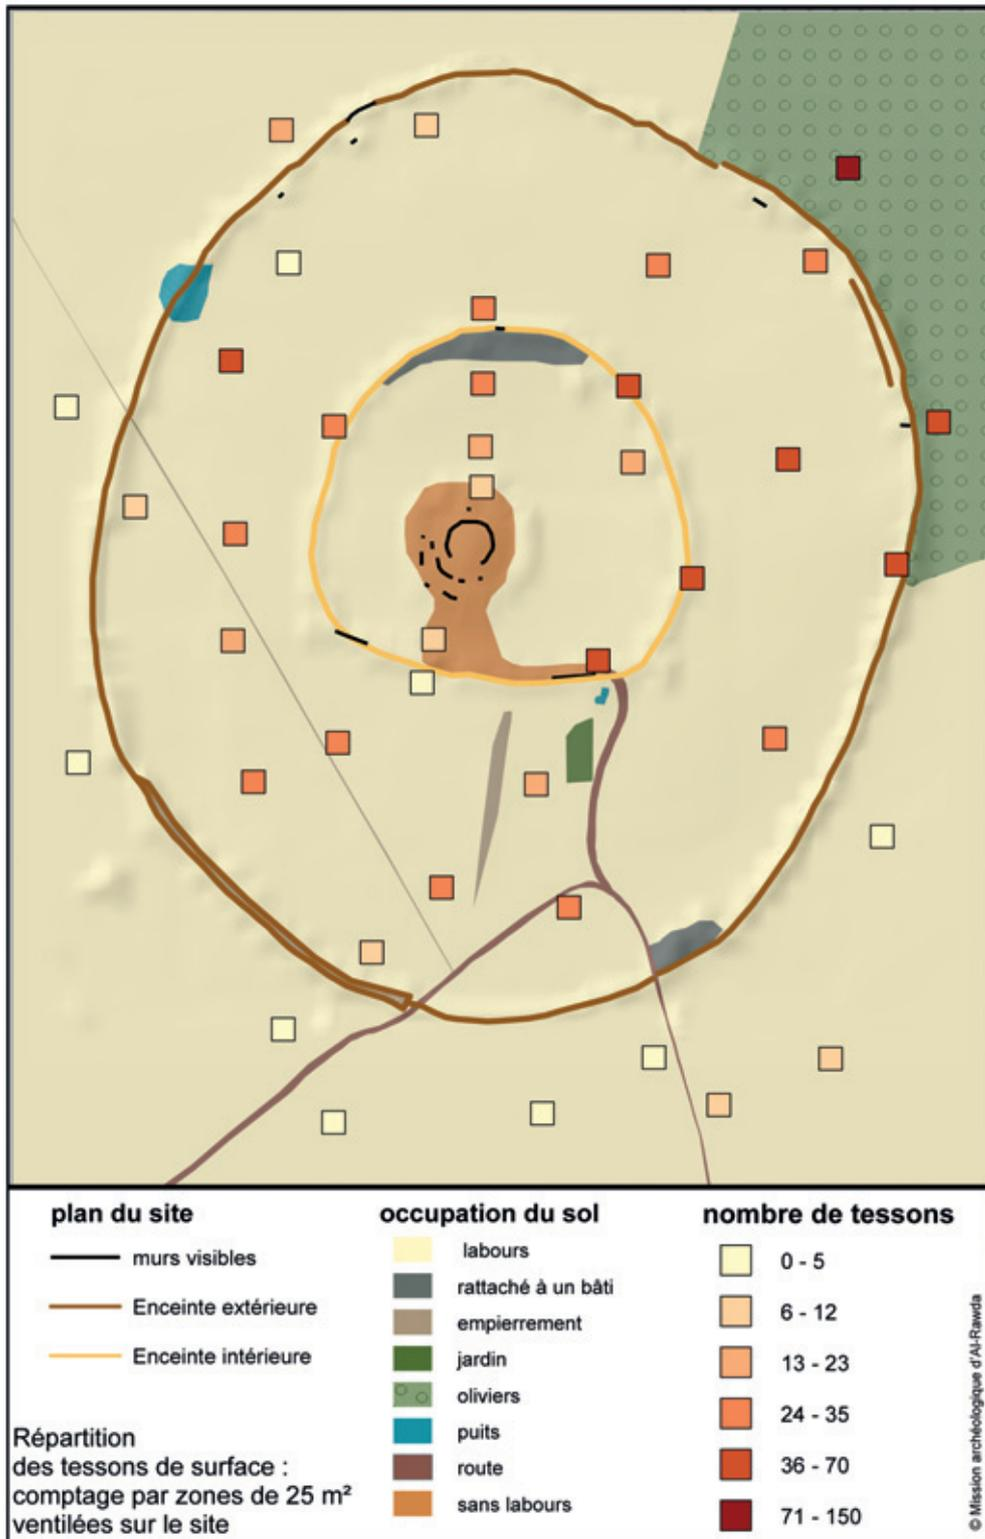 plan du site
murs visibles
Enceinte extérieure
Enceinte intérieure
Répartition
des tessons de surface :
comptage par zones de 25 m²
ventilées sur le site
occupation du sol
labours
rattaché à un bâti
empierrement
jardin
oliviers
puits
route
sans labours
nombre de tessons
0 - 5
6 - 12
13 - 23
24 - 35
36 - 70
71 - 150
© Mission archéologique d'Al-Rawda